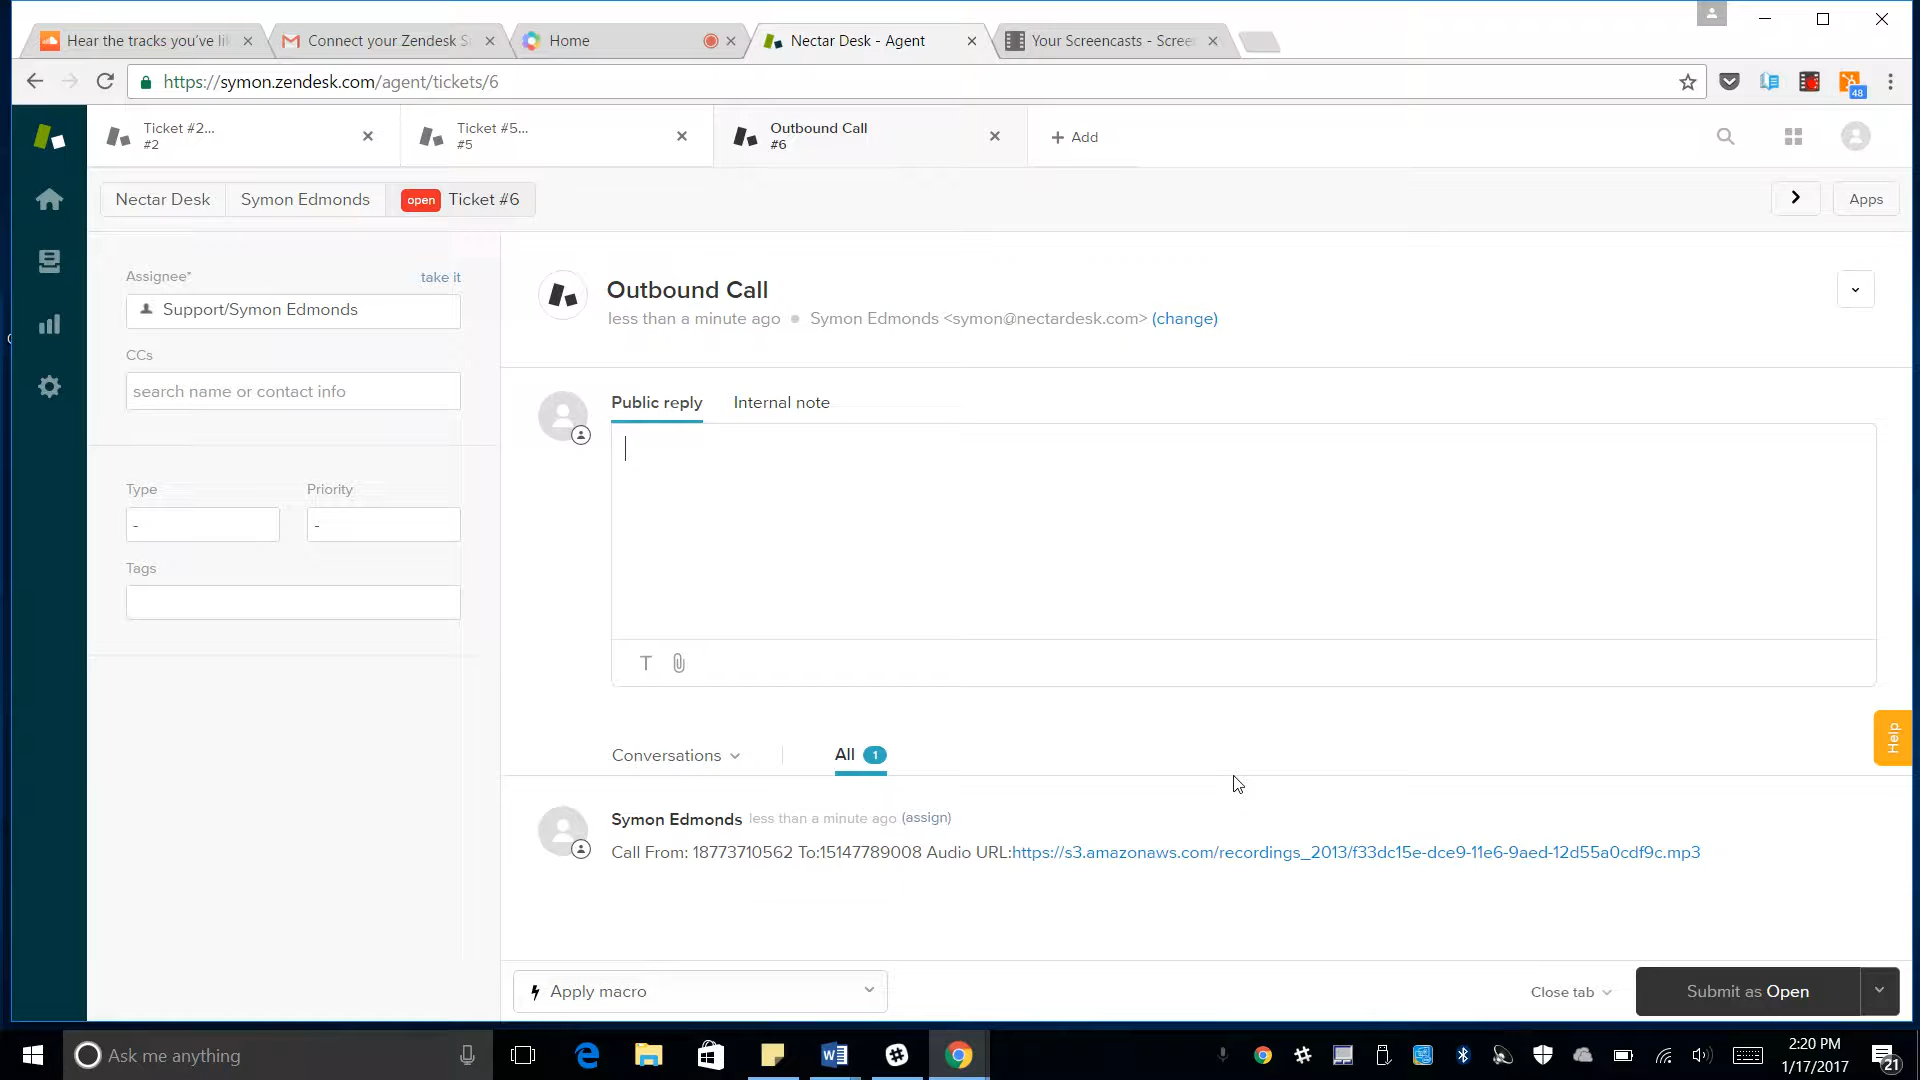 Hear the tracks you've li
Connect your Zendesk S
Home
Nectar Desk - Agent
Your Screencasts - Scree
https://symon.zendesk.com/agent/tickets/6
48
Ticket #2...
#2
Ticket #5...
#5
Outbound Call
#6
+ Add
Nectar Desk
Symon Edmonds
open Ticket #6
Apps
Assignee*
take it
Support/Symon Edmonds
CCs
search name or contact info
Type
Priority
-
-
Tags
Outbound Call
less than a minute ago
Symon Edmonds <symon@nectardesk.com> (change)
Public reply
Internal note
T
Help
Conversations
All 1
Symon Edmonds less than a minute ago (assign)
Call From: 18773710562 To:15147789008 Audio URL:https://s3.amazonaws.com/recordings_2013/f33dc15e-dce9-11e6-9aed-12d55a0cdf9c.mp3
Apply macro
Close tab
Submit as Open
Ask me anything
2:20 PM
1/17/2017
21